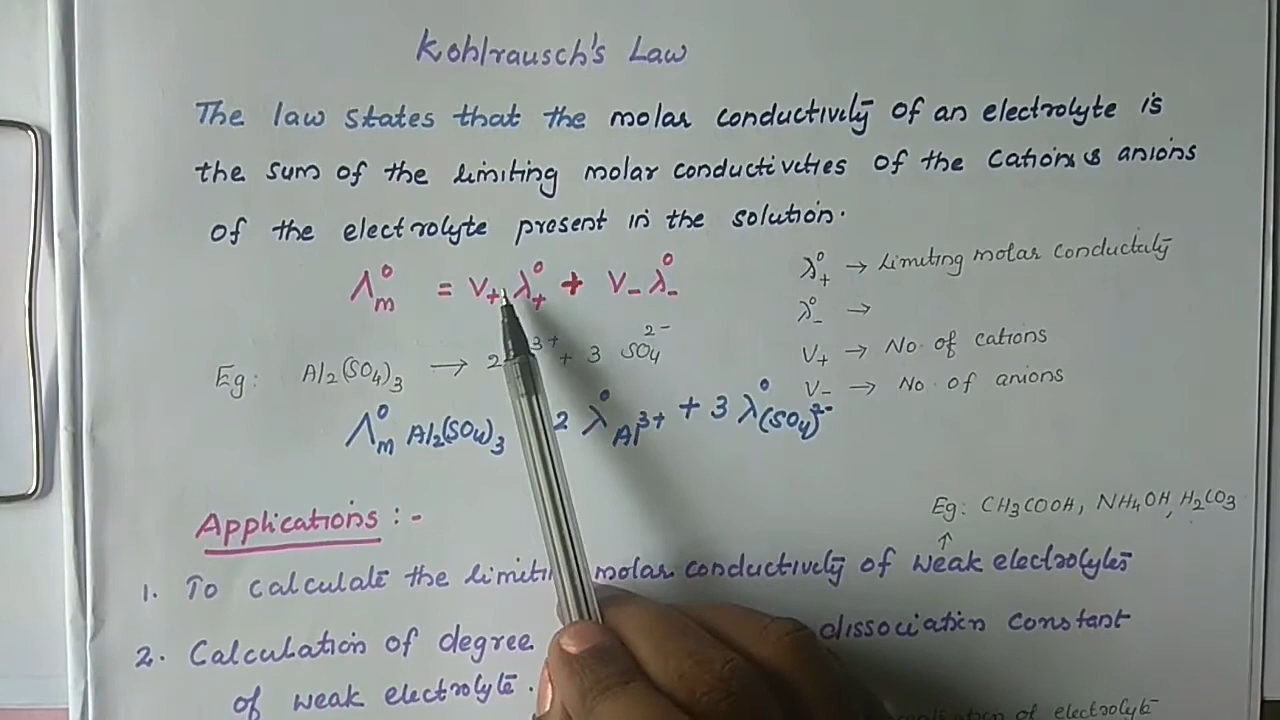 Kohlrausch's Law
The law states that the molar conductivity of an electrolyte is
the sum of the limiting molar conductivities of the cations & anions
of the electrolyte present in the solution.
Λ°m = V₊ λ°₊ + V₋ λ°₋
λ°₊ → Limiting molar conductivity
λ°₋ →
V₊ → No. of cations
V₋ → No. of anions
Eg: Al₂(SO₄)₃ → 2 ³⁺ + 3 SO₄²⁻
Λ°m Al₂(SO₄)₃ 2 λ°Al³⁺ + 3 λ°(SO₄)²⁻
Applications :-
Eg: CH₃COOH, NH₄OH, H₂CO₃
↑
1. To calculate the limiting molar conductivity of weak electrolytes
2. Calculation of degree dissociation constant
of weak electrolyte.
of electrolyte